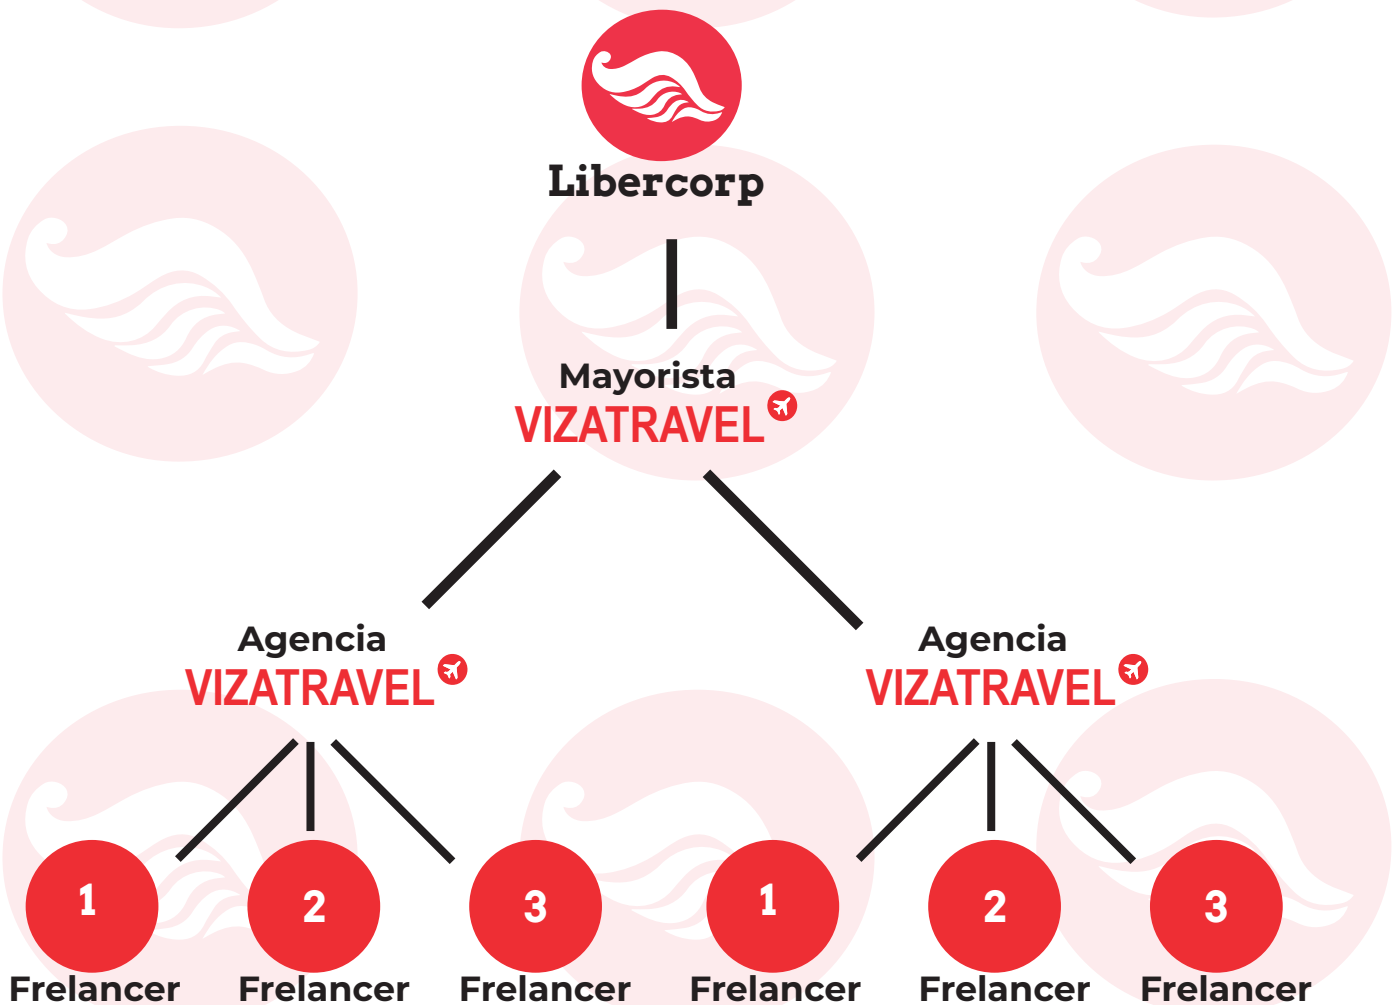 Libercorp
Mayorista
VIZATRAVEL
Agencia
VIZATRAVEL
Agencia
VIZATRAVEL
1
2
3
1
2
3
Frelancer
Frelancer
Frelancer
Frelancer
Frelancer
Frelancer